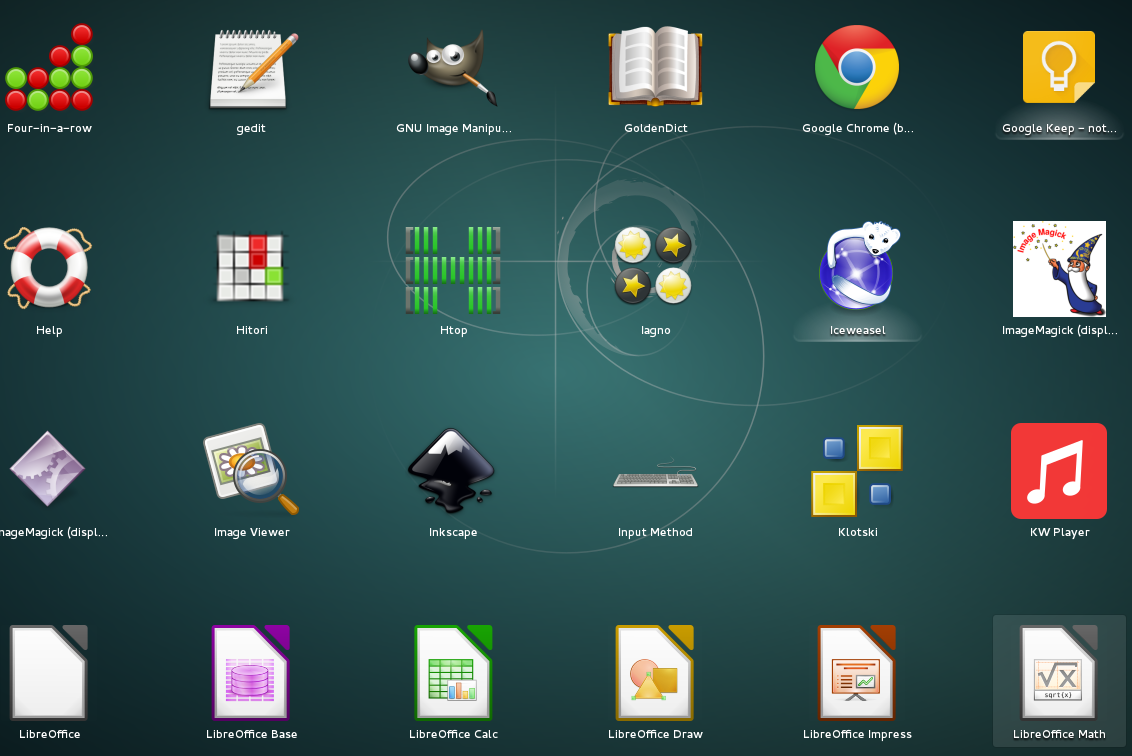 Four-in-a-row
gedit
GNU Image Manipu...
GoldenDict
Google Chrome (b...
Google Keep - not...
Help
Hitori
Htop
Iagno
Iceweasel
Image Magick
ImageMagick (displ...
nageMagick (displ...
Image Viewer
Inkscape
Input Method
Klotski
KW Player
LibreOffice
LibreOffice Base
LibreOffice Calc
LibreOffice Draw
LibreOffice Impress
√x
sqrt{x}
LibreOffice Math